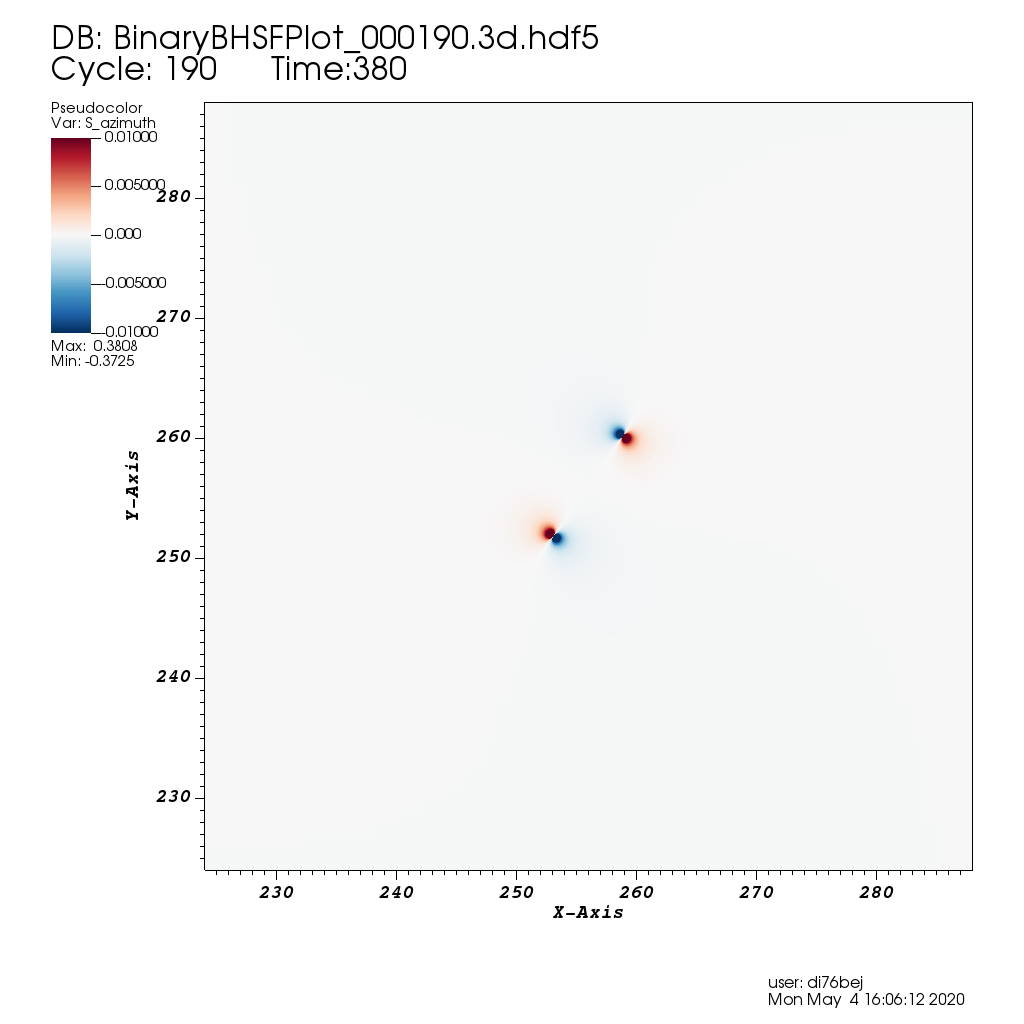 DB: BinaryBHSFPlot_000190.3d.hdf5
Cycle: 190 Time:380
Pseudocolor
Var: S_azimuth
0.01000
0.005000
0.000
-0.005000
-0.01000
Max: 0.3808
Min: -0.3725
280
270
260
250
240
230
Y-Axis
230 240 250 260 270 280
X-Axis
user: di76bej
Mon May 4 16:06:12 2020